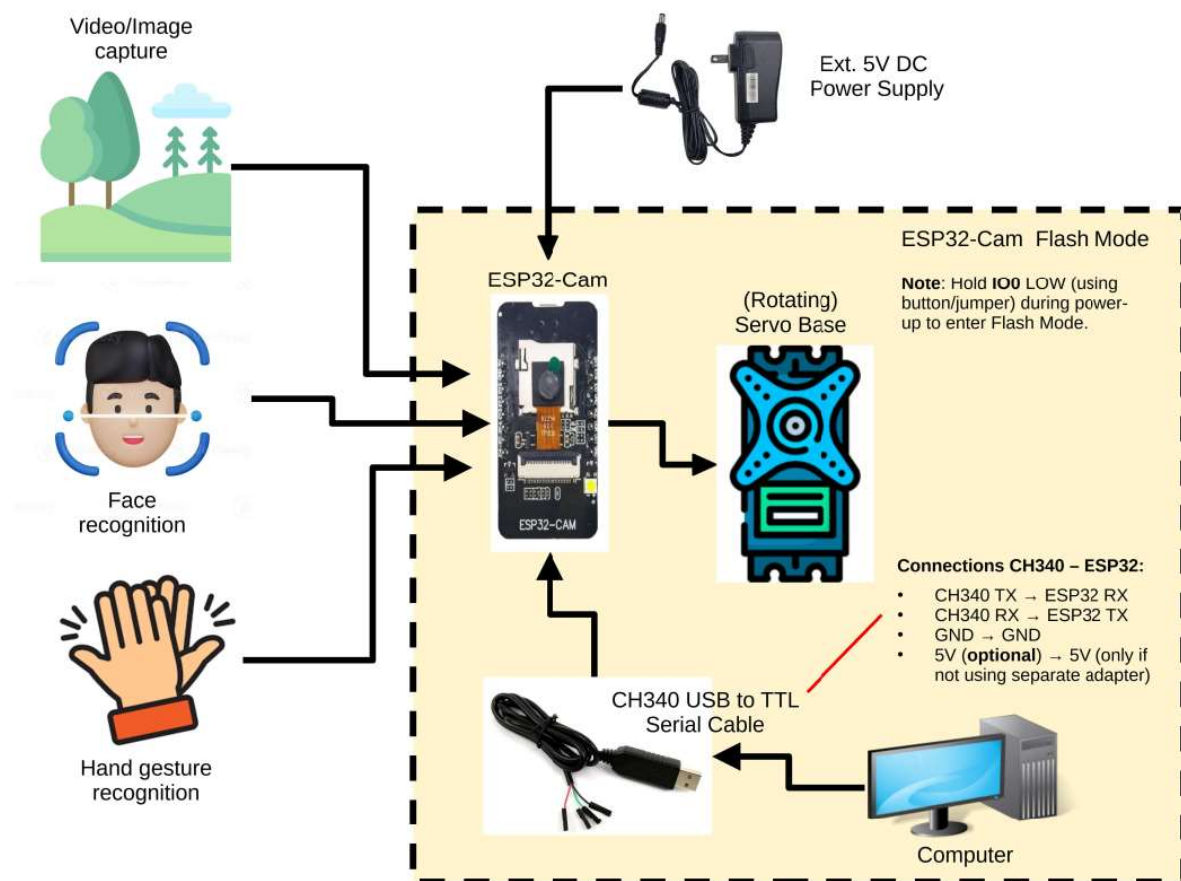 Video/Image
capture
Ext. 5V DC
Power Supply
ESP32-Cam Flash Mode
Note: Hold IO0 LOW (using
button/jumper) during power-
up to enter Flash Mode.
ESP32-Cam
(Rotating)
Servo Base
ESP32-CAM
Face
recognition
Connections CH340 – ESP32:
• CH340 TX → ESP32 RX
• CH340 RX → ESP32 TX
• GND → GND
• 5V (optional) → 5V (only if
not using separate adapter)
CH340 USB to TTL
Serial Cable
Hand gesture
recognition
Computer